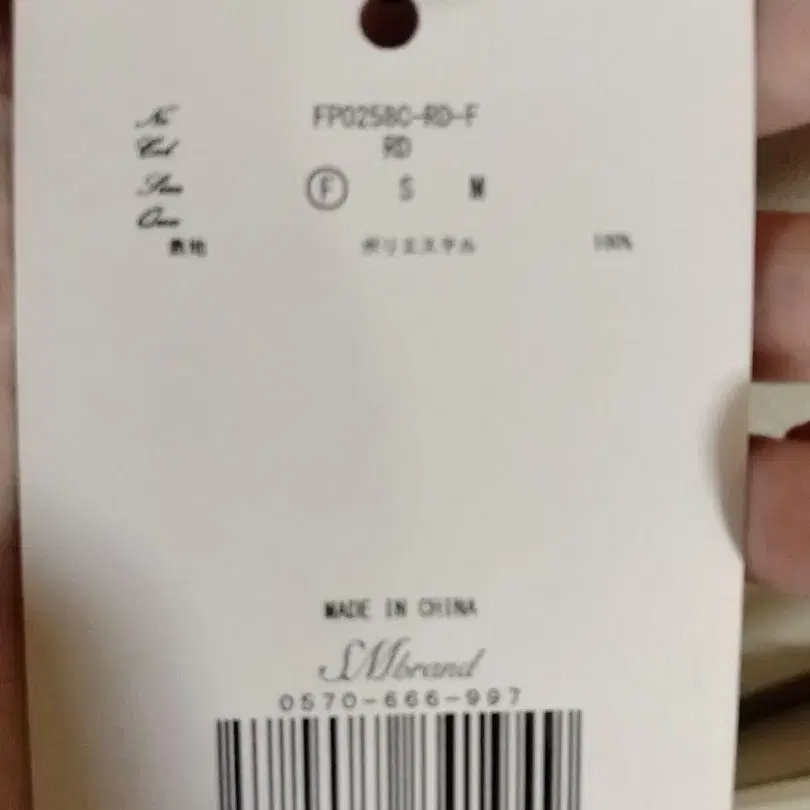 No FP0258C-RD-F
Col RD
Size Ⓕ S M
表地 ポリエステル 100%
MADE IN CHINA
SMbrand
0570-666-997